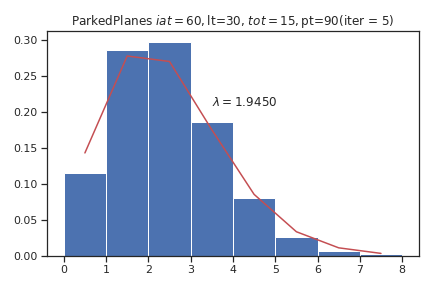 ParkedPlanes iat = 60, lt=30, tot = 15, pt=90(iter = 5)
0.30
0.25
0.20
λ = 1.9450
0.15
0.10
0.05
0.00
0 1 2 3 4 5 6 7 8